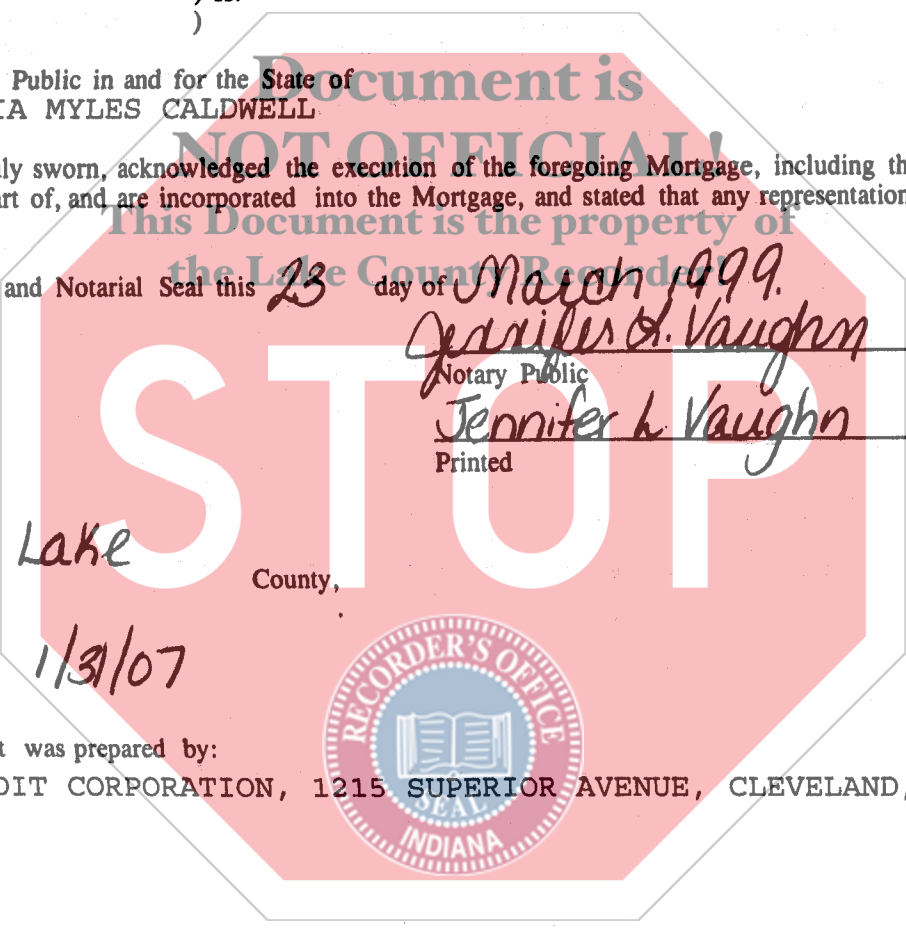 ) ss:
)
Public in and for the State of
IA MYLES CALDWELL
ly sworn, acknowledged the execution of the foregoing Mortgage, including th
art of, and are incorporated into the Mortgage, and stated that any representation
and Notarial Seal this 23 day of March, 1999.
Jennifer L. Vaughn
Notary Public
Jennifer L Vaughn
Printed
Lake
County,
1/31/07
t was prepared by:
DIT CORPORATION, 1215 SUPERIOR AVENUE, CLEVELAND,
Document is
NOT OFFICIAL!
This Document is the property of
the Lake County Recorder!
STOP
RECORDER'S OFFICE
SEAL
INDIANA